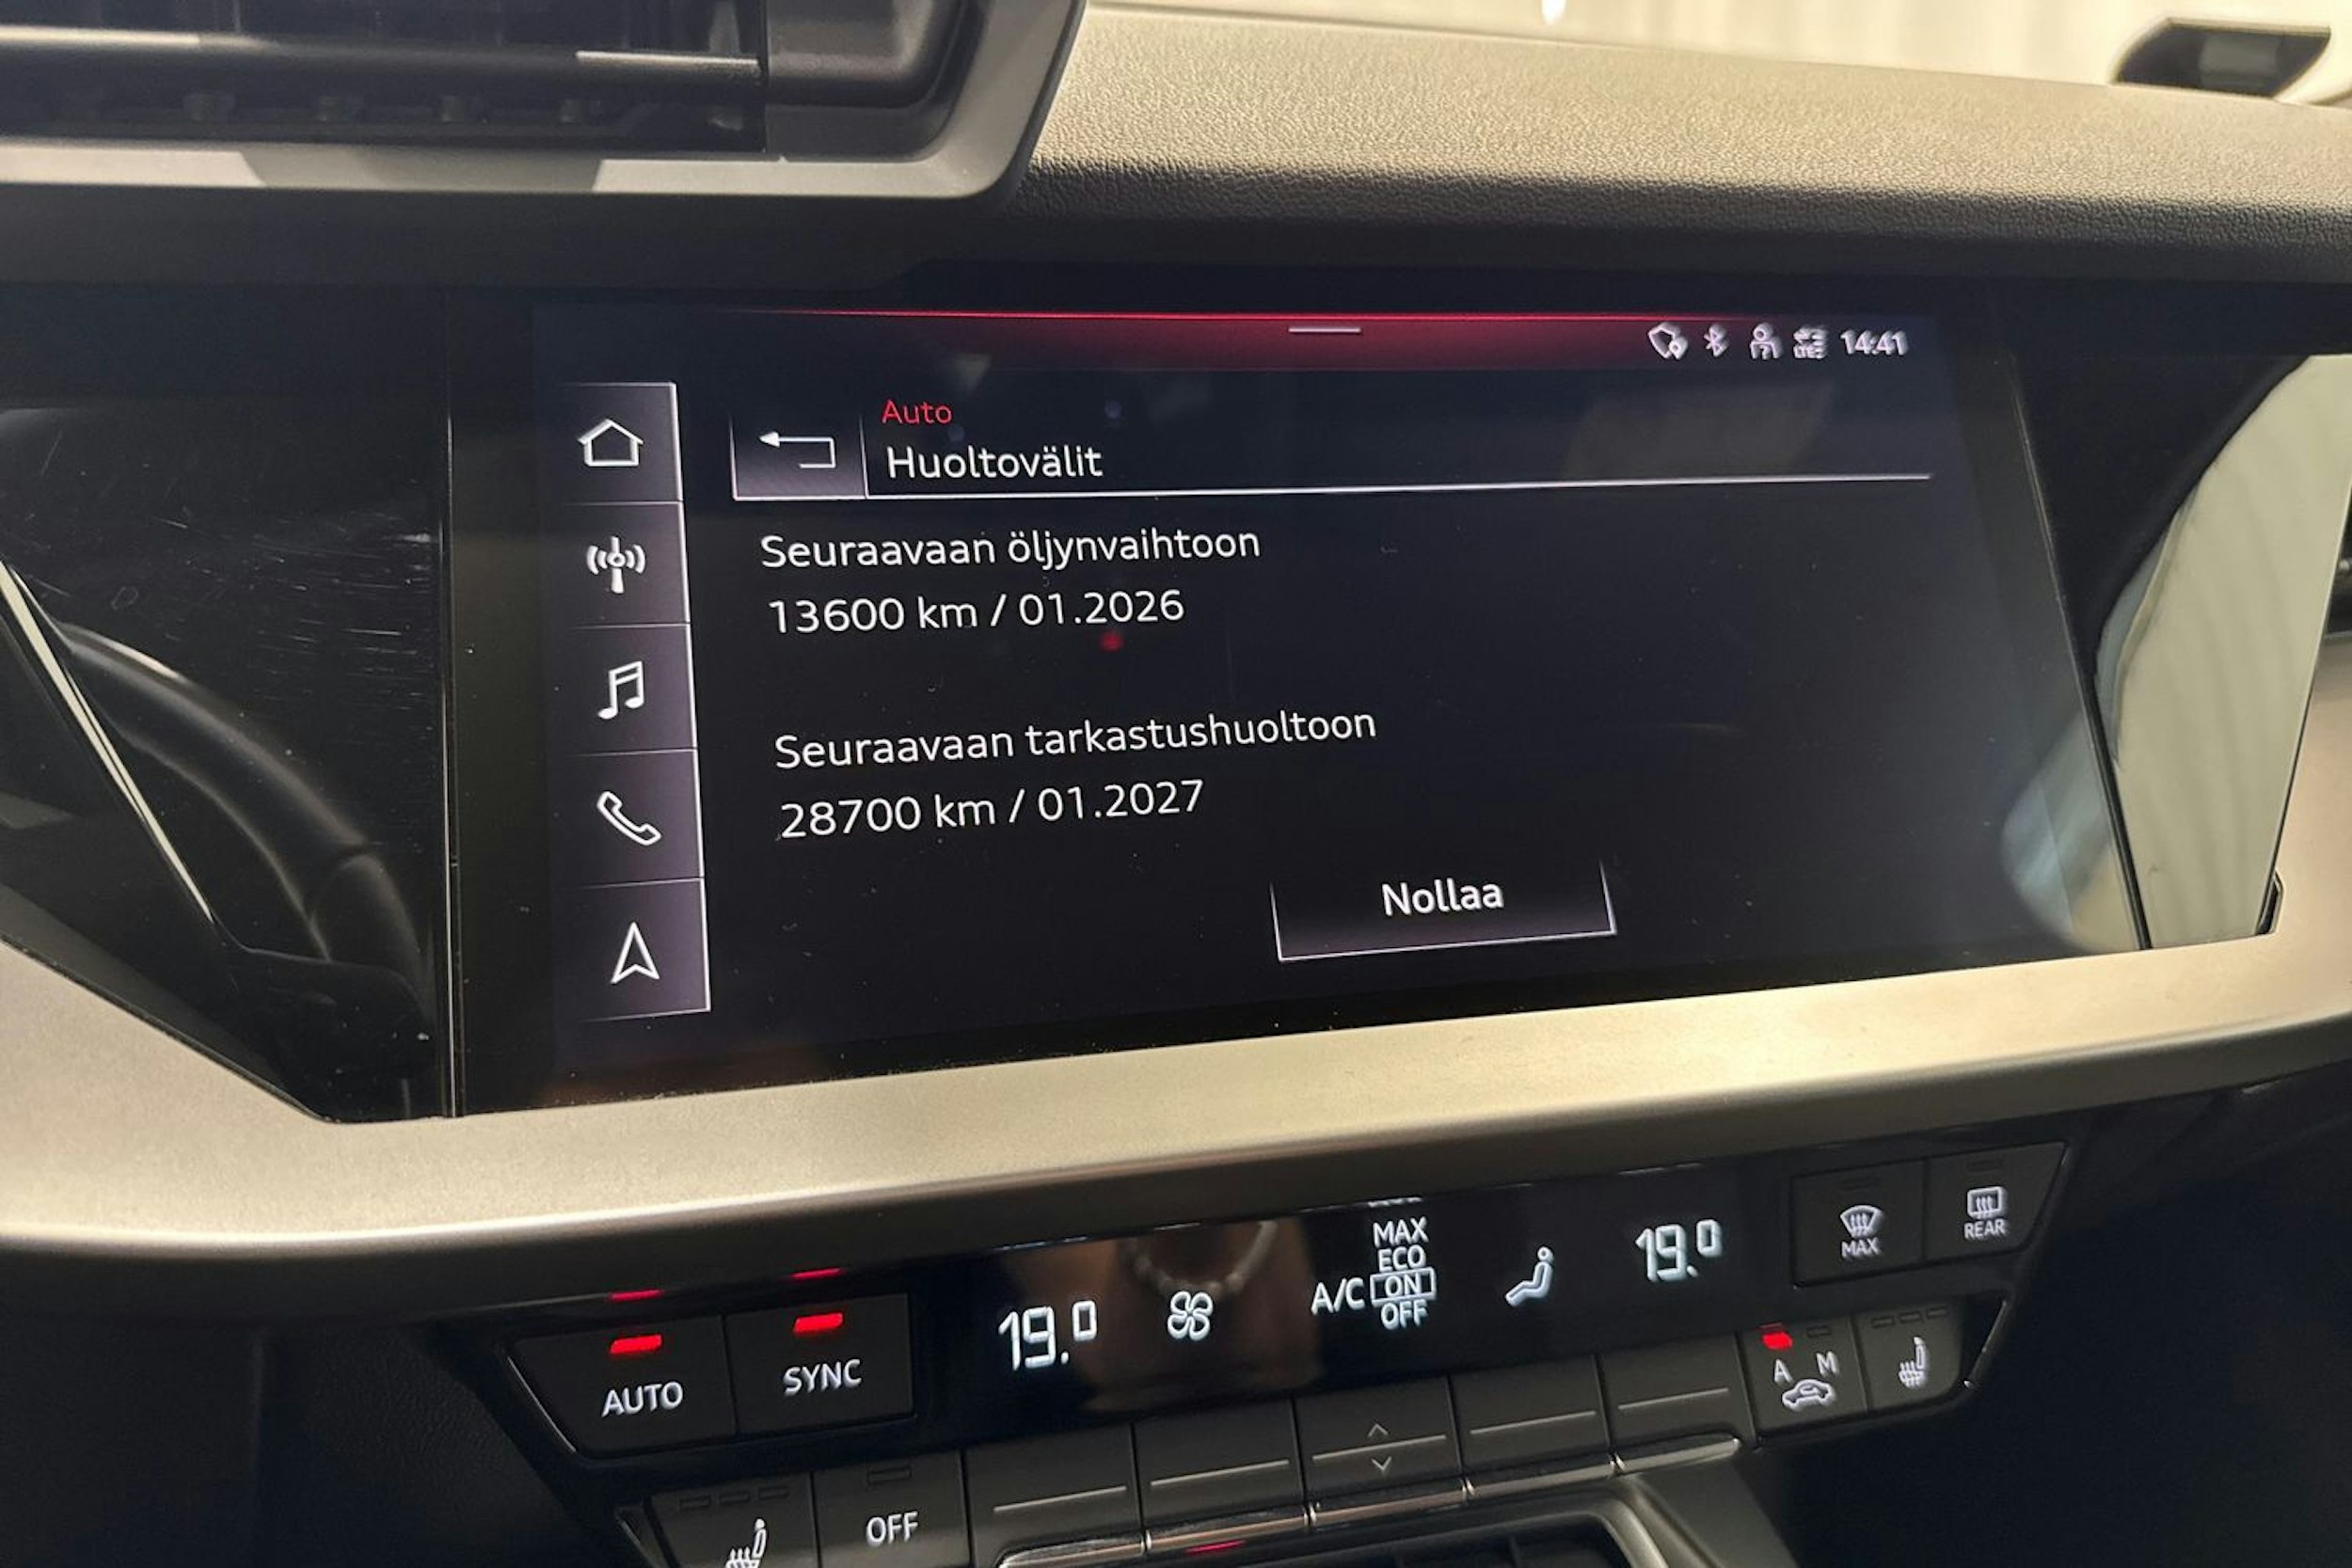 14:41
Auto
Huoltovälit
Seuraavaan öljynvaihtoon
13600 km / 01.2026
Seuraavaan tarkastushuoltoon
28700 km / 01.2027
Nollaa
MAX
REAR
MAX
ECO
A/C ON
OFF
19.0
19.0
AUTO
SYNC
A M
OFF